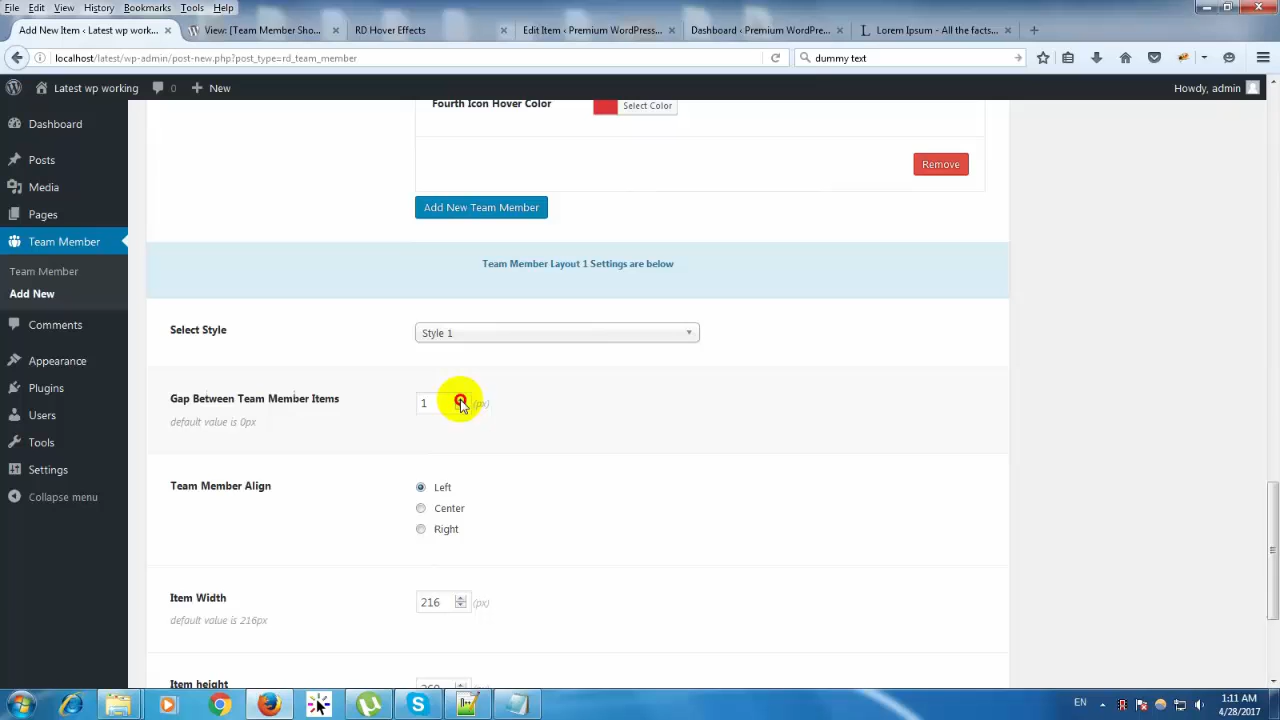 File Edit View History Bookmarks Tools Help
Add New Item ‹ Latest wp work... ×
View: [Team Member Sho... ×
RD Hover Effects ×
Edit Item ‹ Premium WordPress... ×
Dashboard ‹ Premium WordPr... ×
Lorem Ipsum - All the facts... ×
localhost/latest/wp-admin/post-new.php?post_type=rd_team_member
dummy text
Latest wp working 0 New
Howdy, admin
Dashboard
Posts
Media
Pages
Team Member
Team Member
Add New
Comments
Appearance
Plugins
Users
Tools
Settings
Collapse menu
Fourth Icon Hover Color
Select Color
Remove
Add New Team Member
Team Member Layout 1 Settings are below
Select Style
Style 1
Gap Between Team Member Items
1 (px)
default value is 0px
Team Member Align
Left
Center
Right
Item Width
216 (px)
default value is 216px
Item height
EN
1:11 AM
4/28/2017